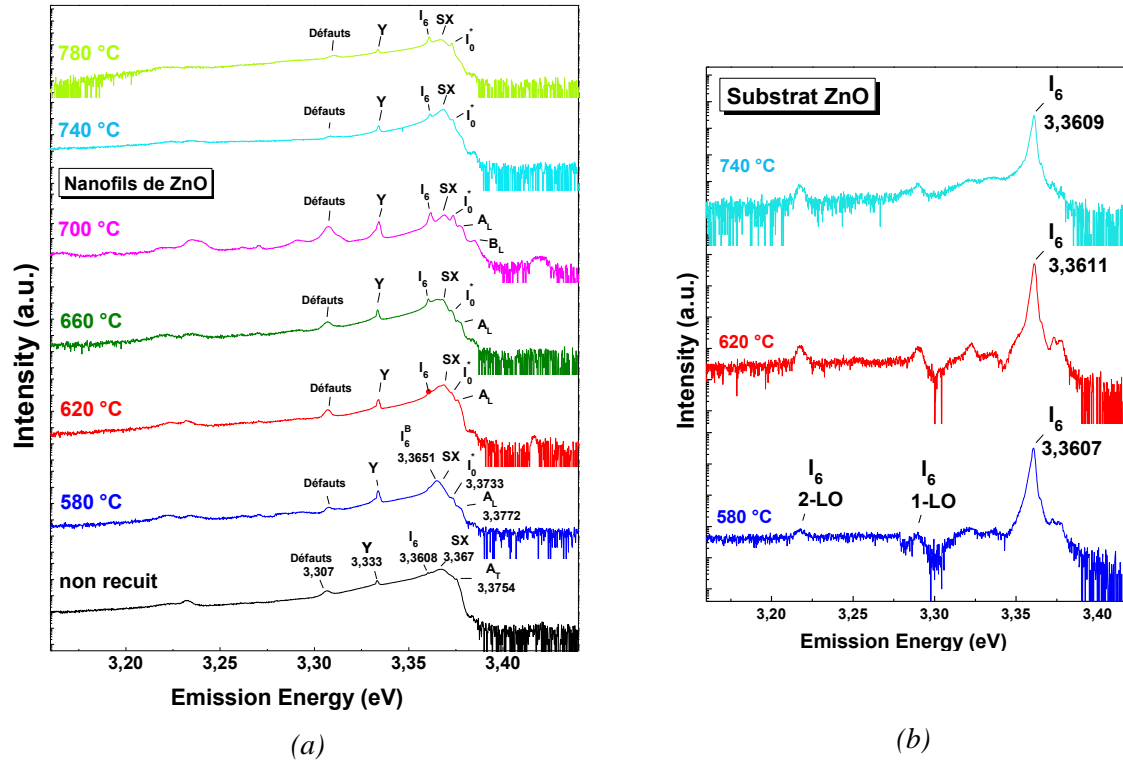 780 °C
Défauts
Y
I6
SX
I0*
740 °C
Défauts
Y
I6
SX
I0*
Nanofils de ZnO
700 °C
Défauts
Y
I6
SX
I0*
AL
BL
660 °C
Défauts
Y
I6
SX
I0*
AL
620 °C
Défauts
Y
I6
SX
I0*
AL
580 °C
Défauts
Y
I6B
3,3651
SX
I0*
3,3733
AL
3,3772
non recuit
Défauts
3,307
Y
3,333
I6
3,3608
SX
3,367
AT
3,3754
Intensity (a.u.)
3,20 3,25 3,30 3,35 3,40
Emission Energy (eV)
(a)
Substrat ZnO
740 °C
I6
3,3609
620 °C
I6
3,3611
580 °C
I6
2-LO
I6
1-LO
I6
3,3607
Intensity (a.u.)
3,20 3,25 3,30 3,35 3,40
Emission Energy (eV)
(b)